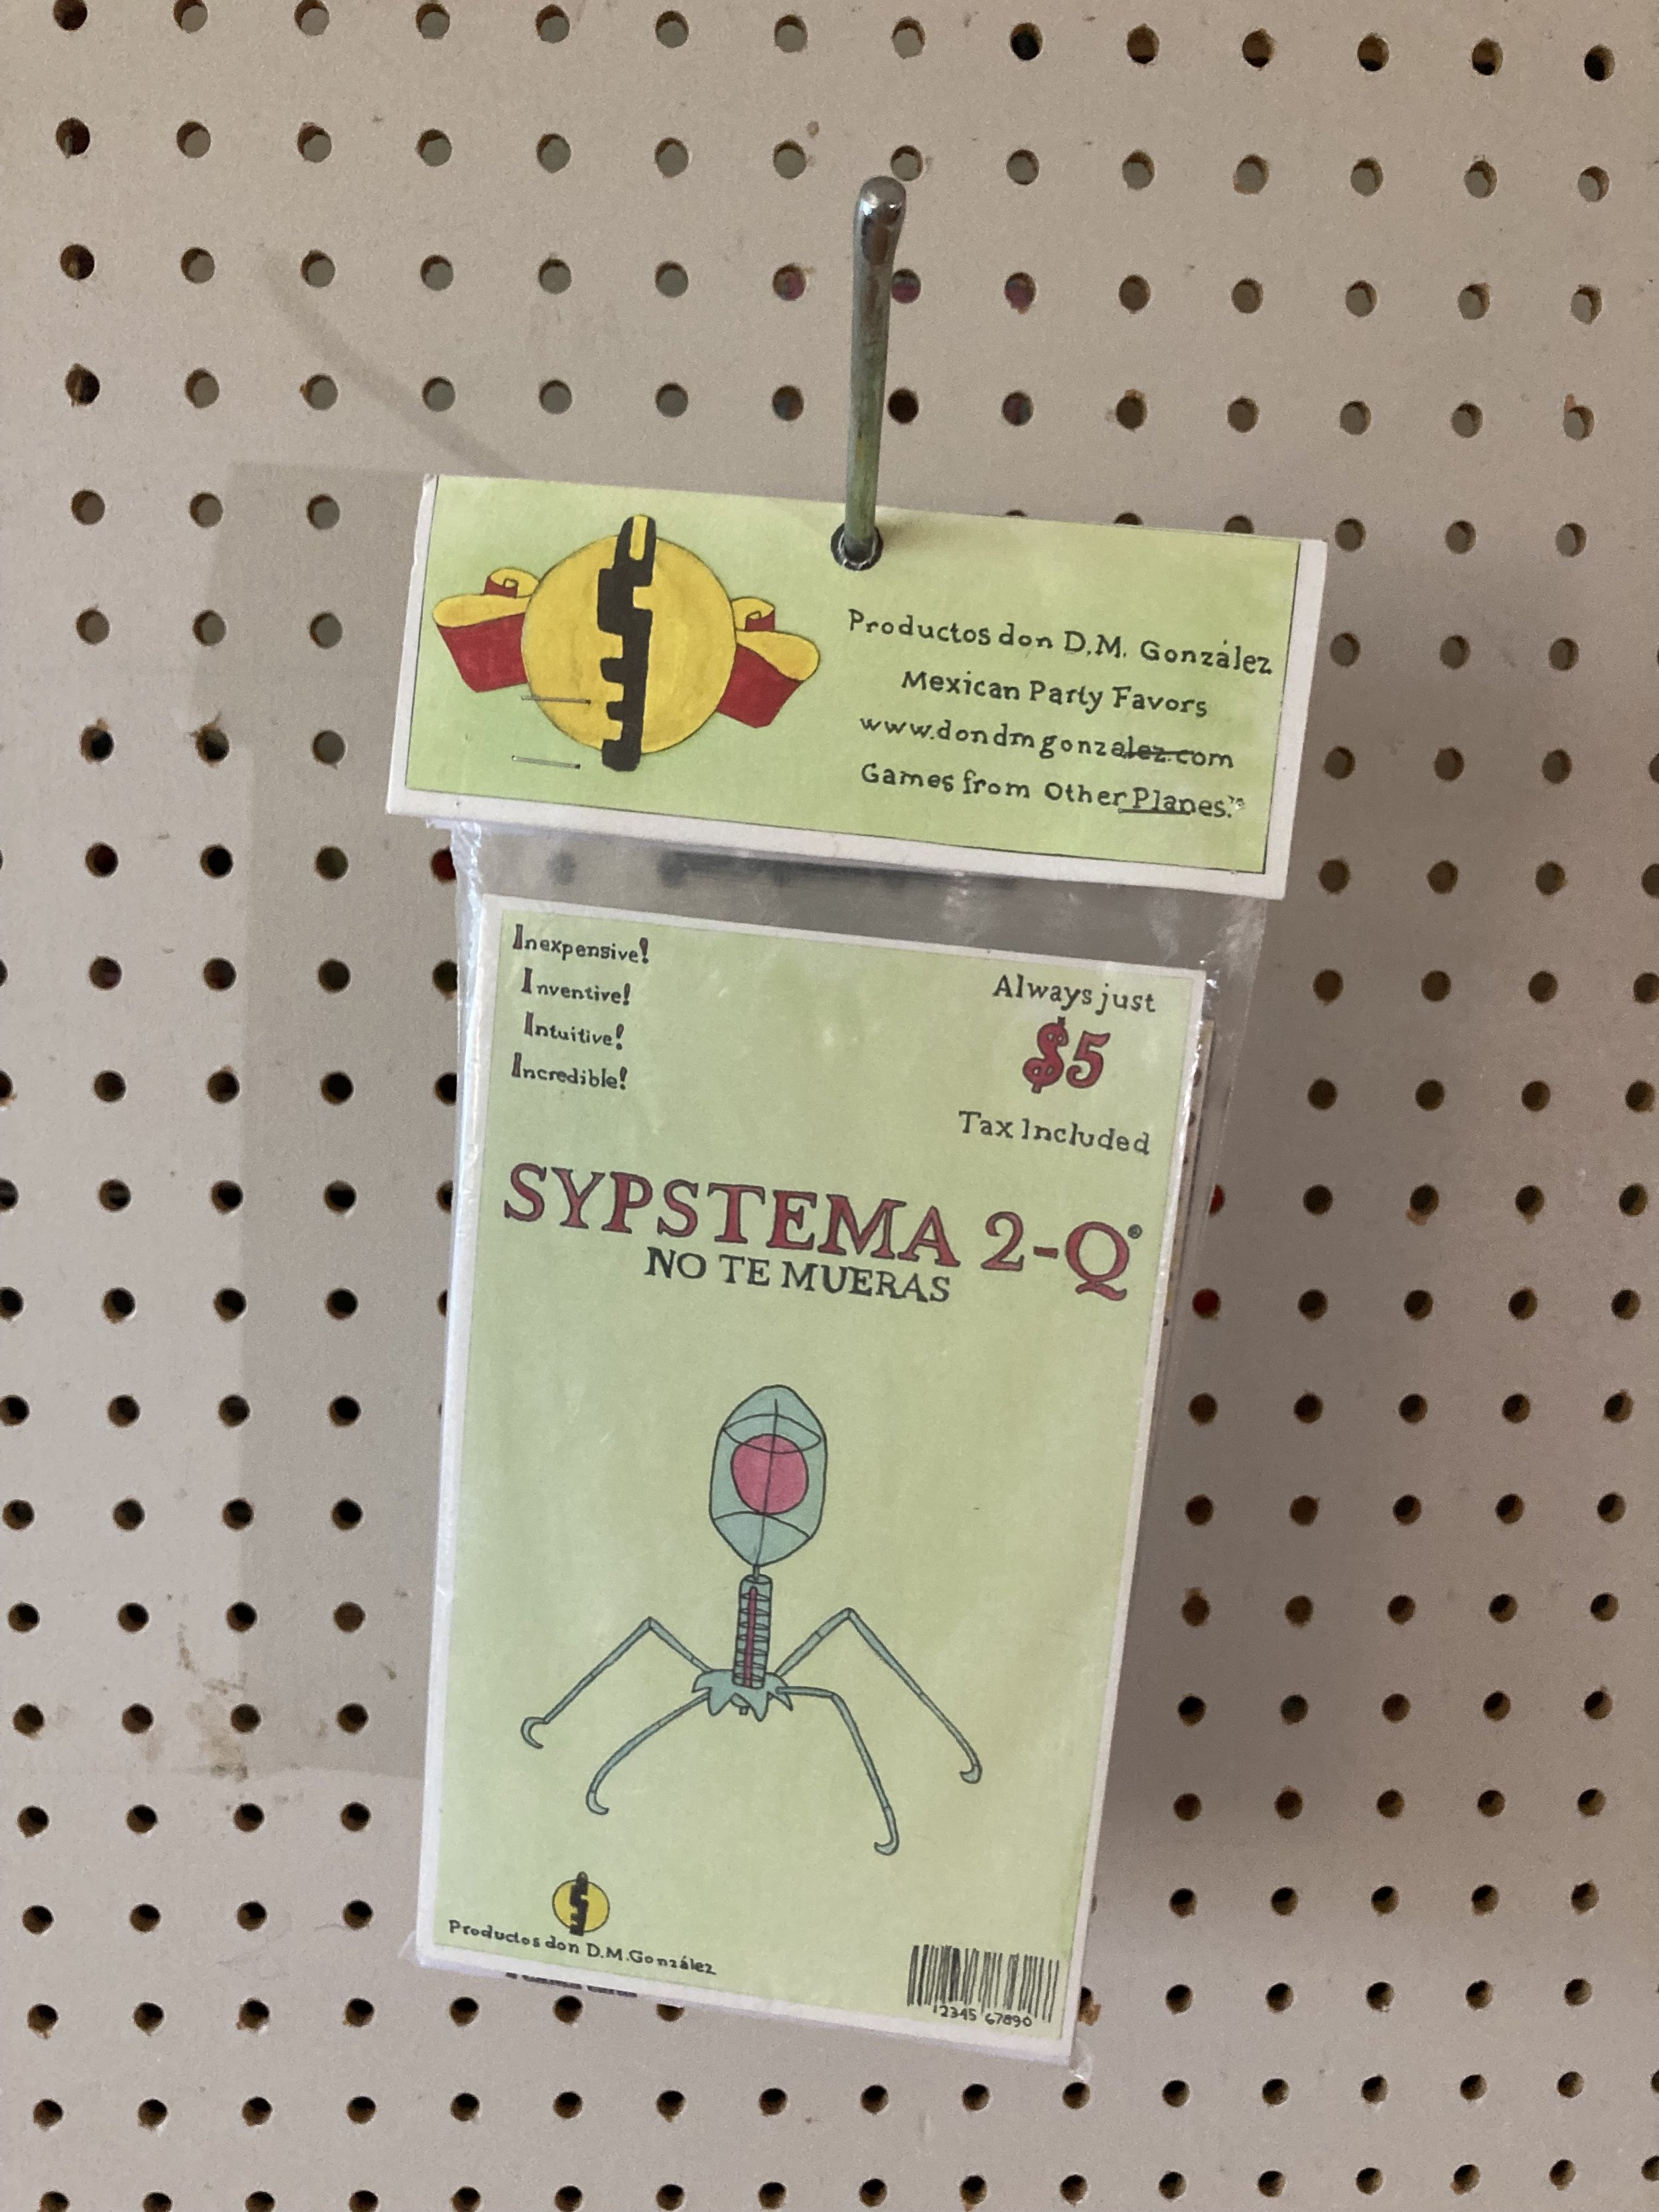 Productos don D.M. González
Mexican Party Favors
www.dondmgonzalez.com
Games from Other Planes.™
Inexpensive!
Inventive!
Intuitive!
Incredible!
Always just
$5
Tax Included
SYPSTEMA 2-Q®
NO TE MUERAS
Productos don D.M.González
12345 67890